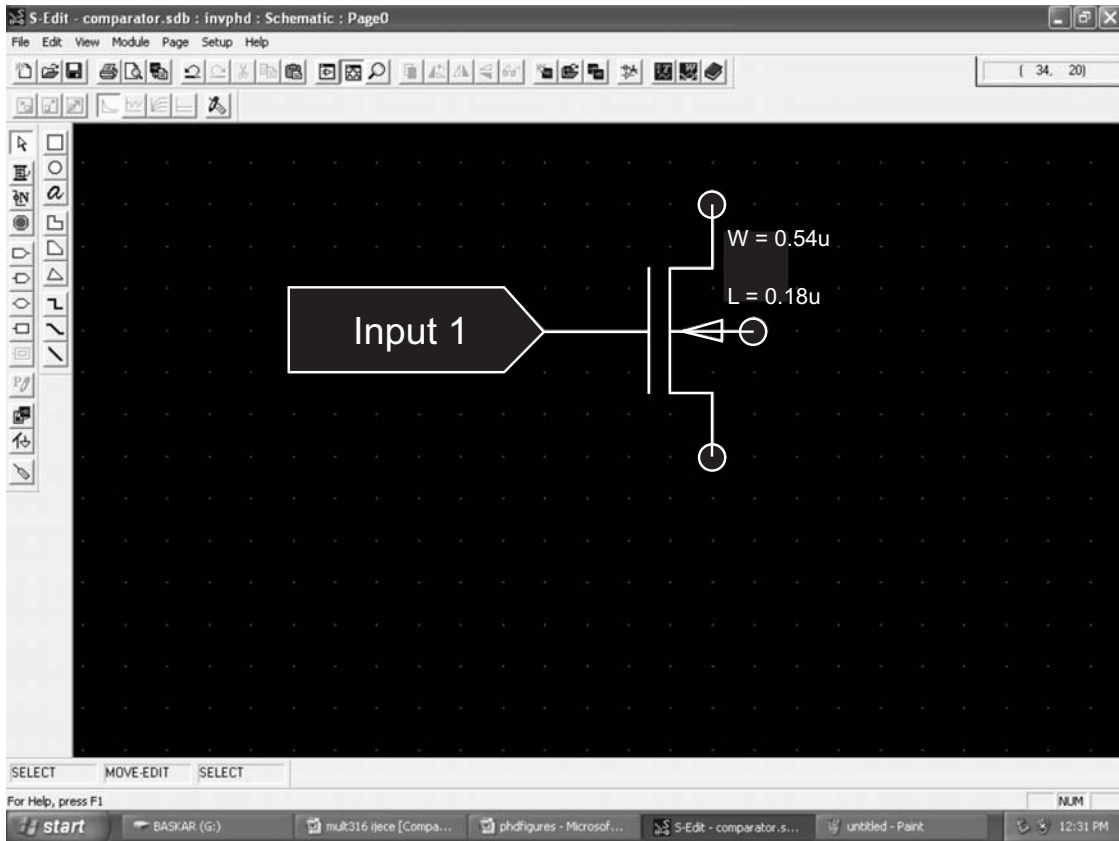 S-Edit - comparator.sdb : invphd : Schematic : Page0
File Edit View Module Page Setup Help
( 34, 20)
W = 0.54u
L = 0.18u
Input 1
SELECT MOVE-EDIT SELECT
For Help, press F1 NUM
start BASKAR (G:) mult316 ijece [Compa... phdfigures - Microsof... S-Edit - comparator.s... untitled - Paint 12:31 PM